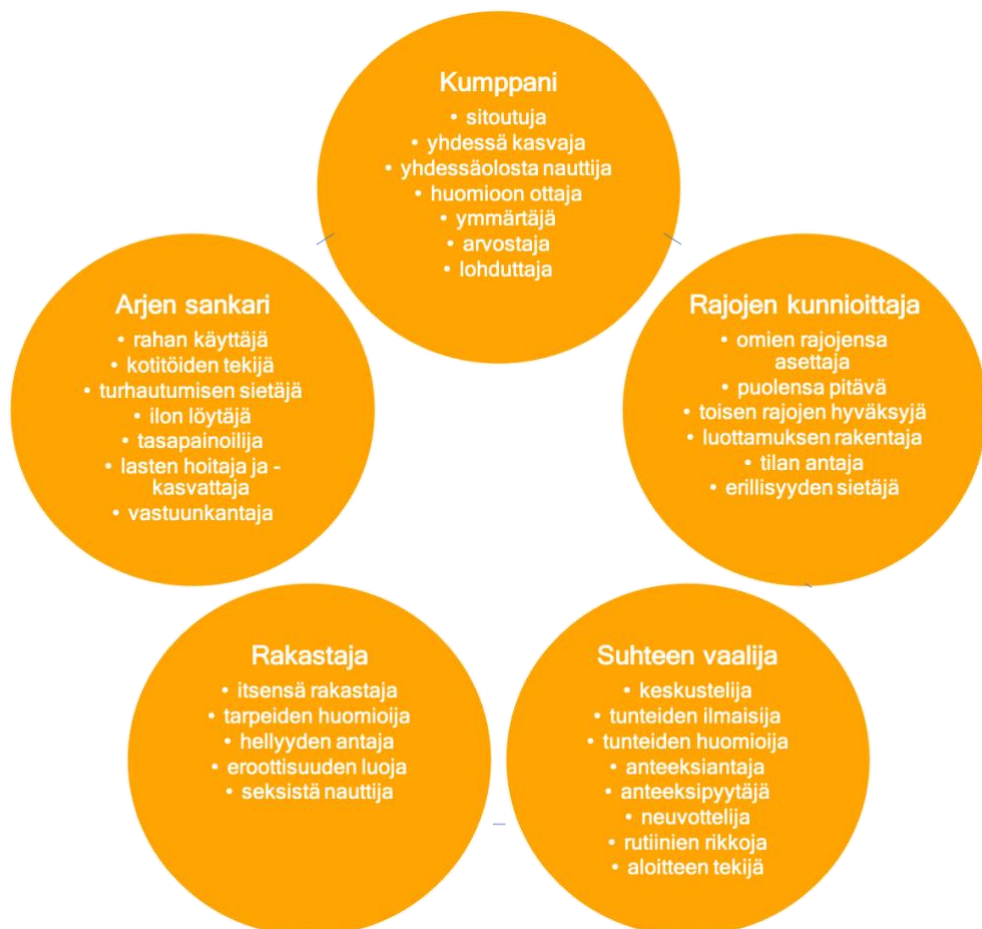 Kumppani
• sitoutuja
• yhdessä kasvaja
• yhdessäolosta nauttija
• huomioon ottaja
• ymmärtäjä
• arvostaja
• lohduttaja
Arjen sankari
• rahan käyttäjä
• kotitöiden tekijä
• turhautumisen sietäjä
• ilon löytäjä
• tasapainoilija
• lasten hoitaja ja -
kasvattaja
• vastuunkantaja
Rajojen kunnioittaja
• omien rajojensa
asettaja
• puolensa pitävä
• toisen rajojen hyväksyjä
• luottamuksen rakentaja
• tilan antaja
• erillisyyden sietäjä
Rakastaja
• itsensä rakastaja
• tarpeiden huomioija
• hellyyden antaja
• eroottisuuden luoja
• seksistä nauttija
Suhteen vaalija
• keskustelija
• tunteiden ilmaisija
• tunteiden huomioija
• anteeksiantaja
• anteeksipyytäjä
• neuvottelija
• rutiinien rikkoja
• aloitteen tekijä